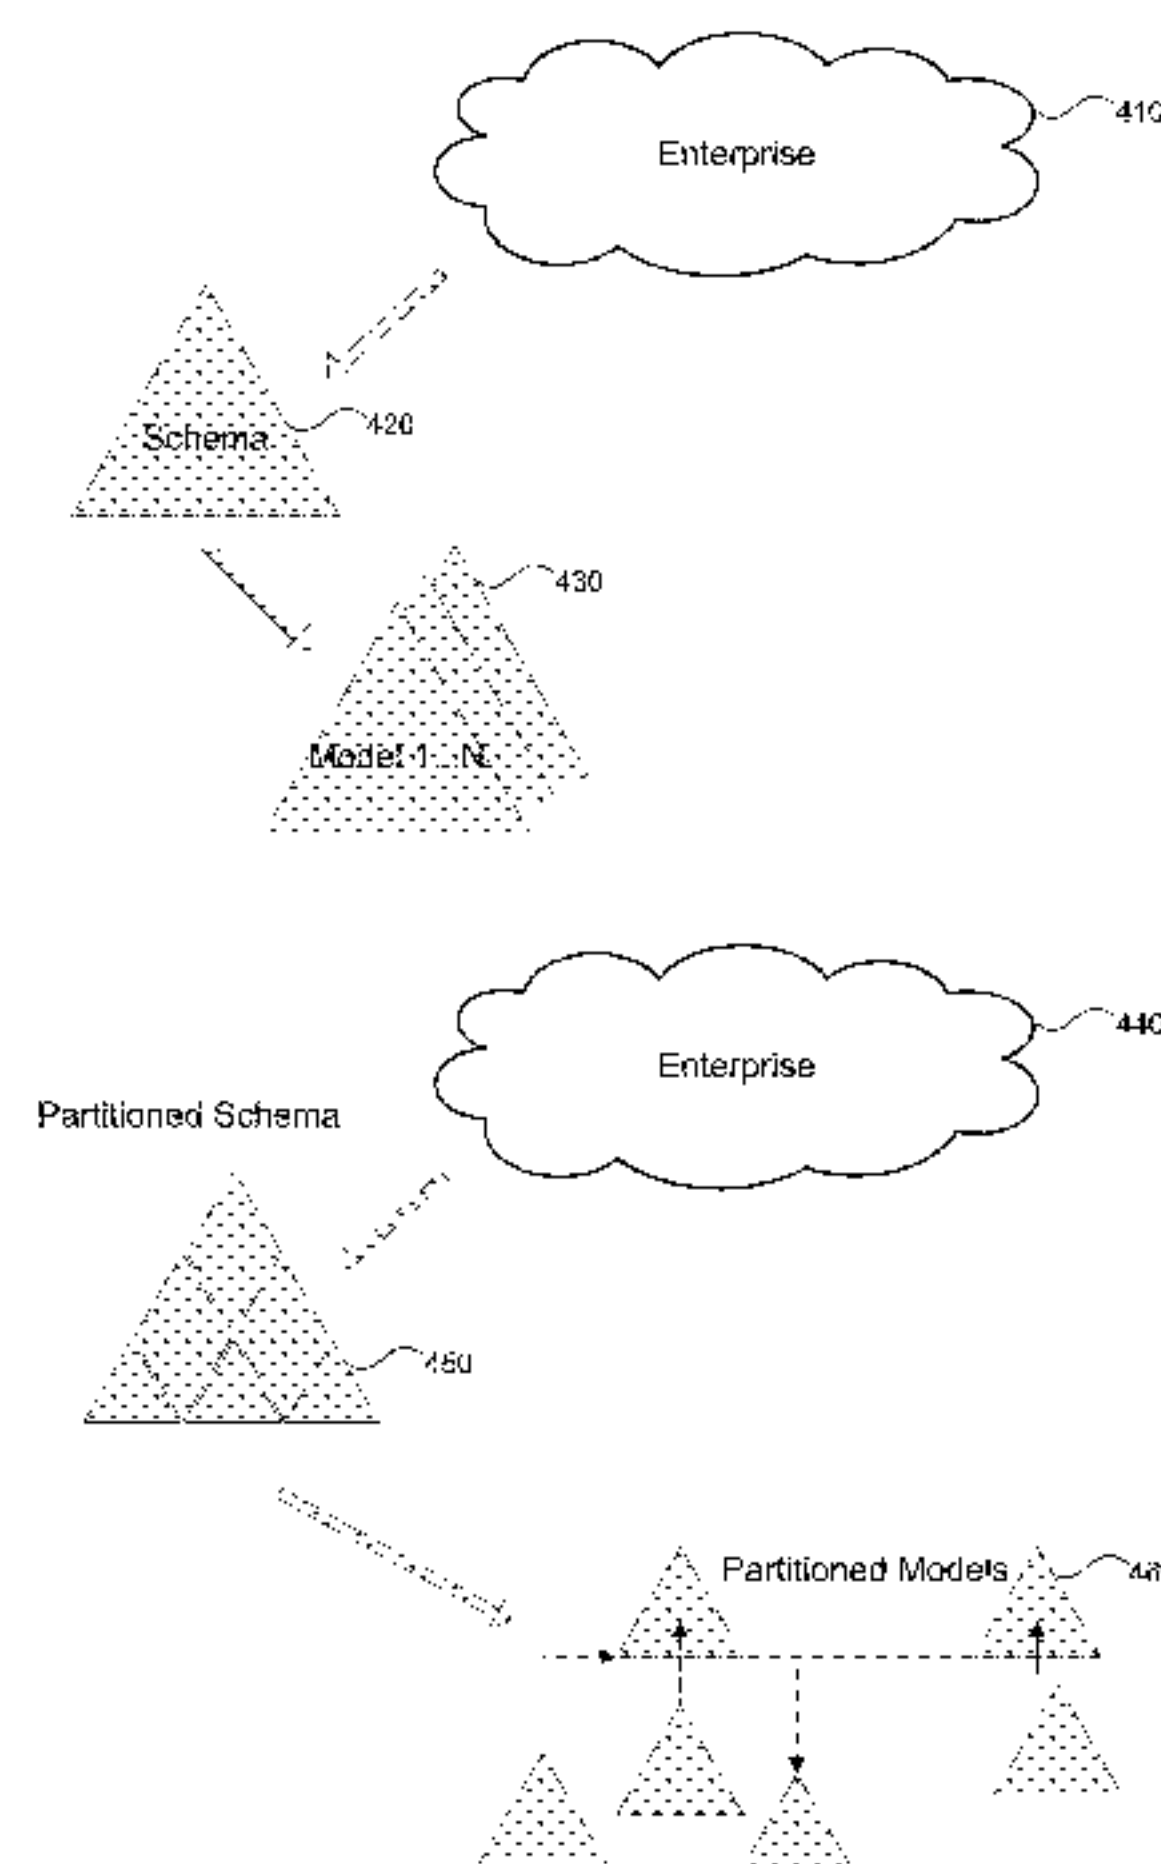 Enterprise
410
Schema
420
430
Model 1...N
Enterprise
440
Partitioned Schema
450
Partitioned Models